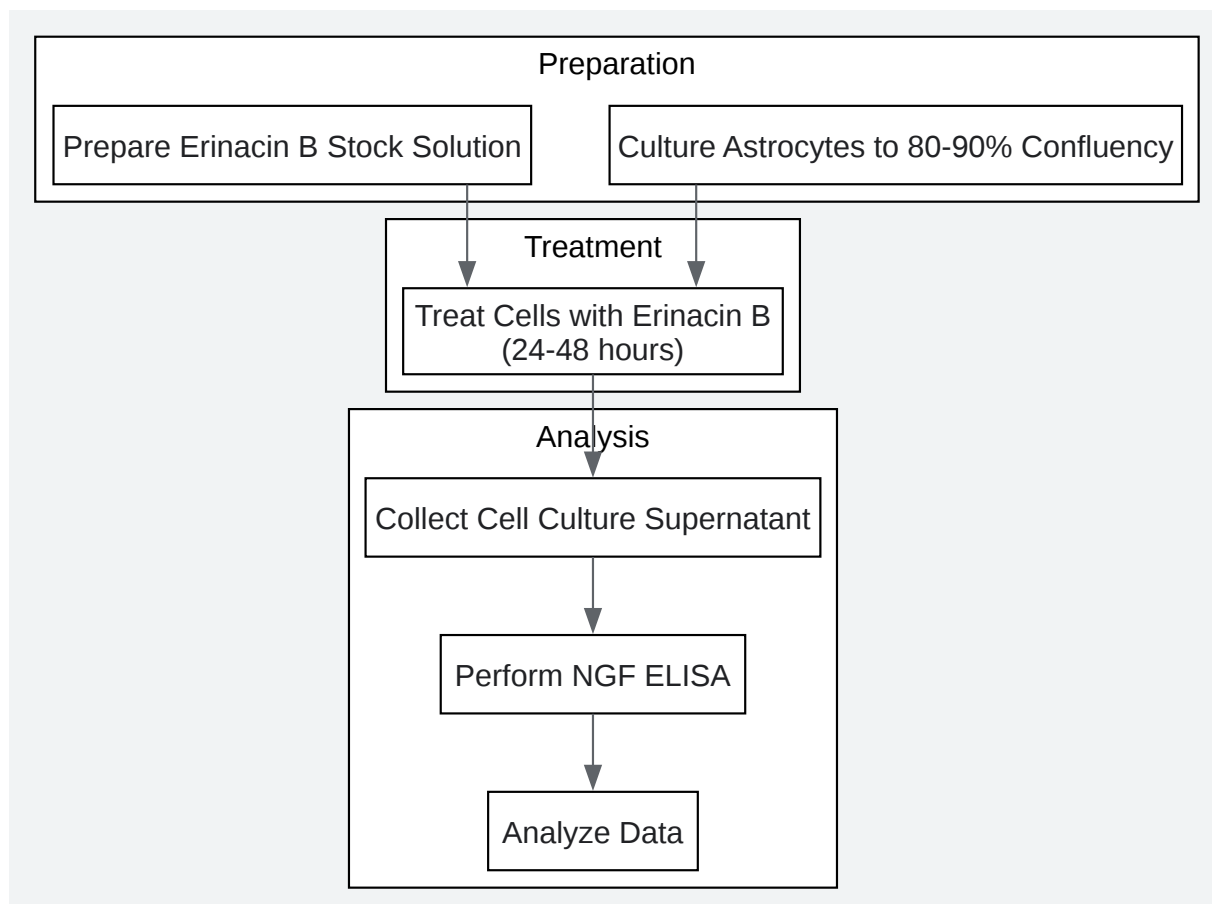 Preparation
Prepare Erinacin B Stock Solution
Culture Astrocytes to 80-90% Confluency
Treatment
Treat Cells with Erinacin B
(24-48 hours)
Analysis
Collect Cell Culture Supernatant
Perform NGF ELISA
Analyze Data